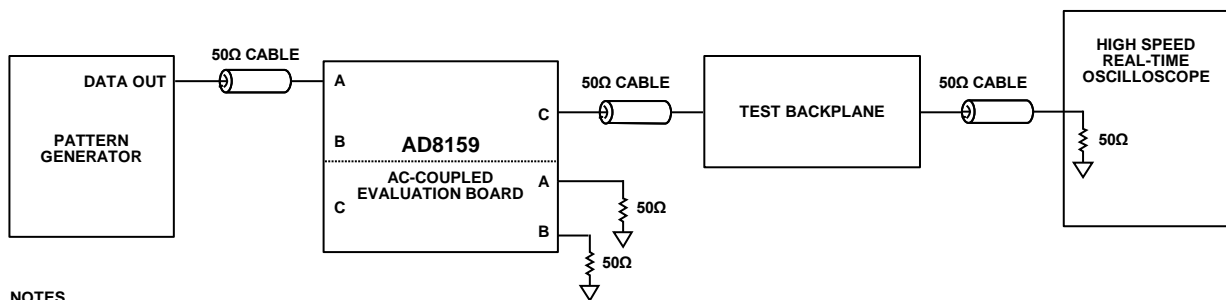 50Ω CABLE
DATA OUT
PATTERN
GENERATOR
A
B
C
AD8159
AC-COUPLED
EVALUATION BOARD
C
A
B
50Ω
50Ω
50Ω CABLE
TEST BACKPLANE
50Ω CABLE
HIGH SPEED
REAL-TIME
OSCILLOSCOPE
50Ω
NOTES